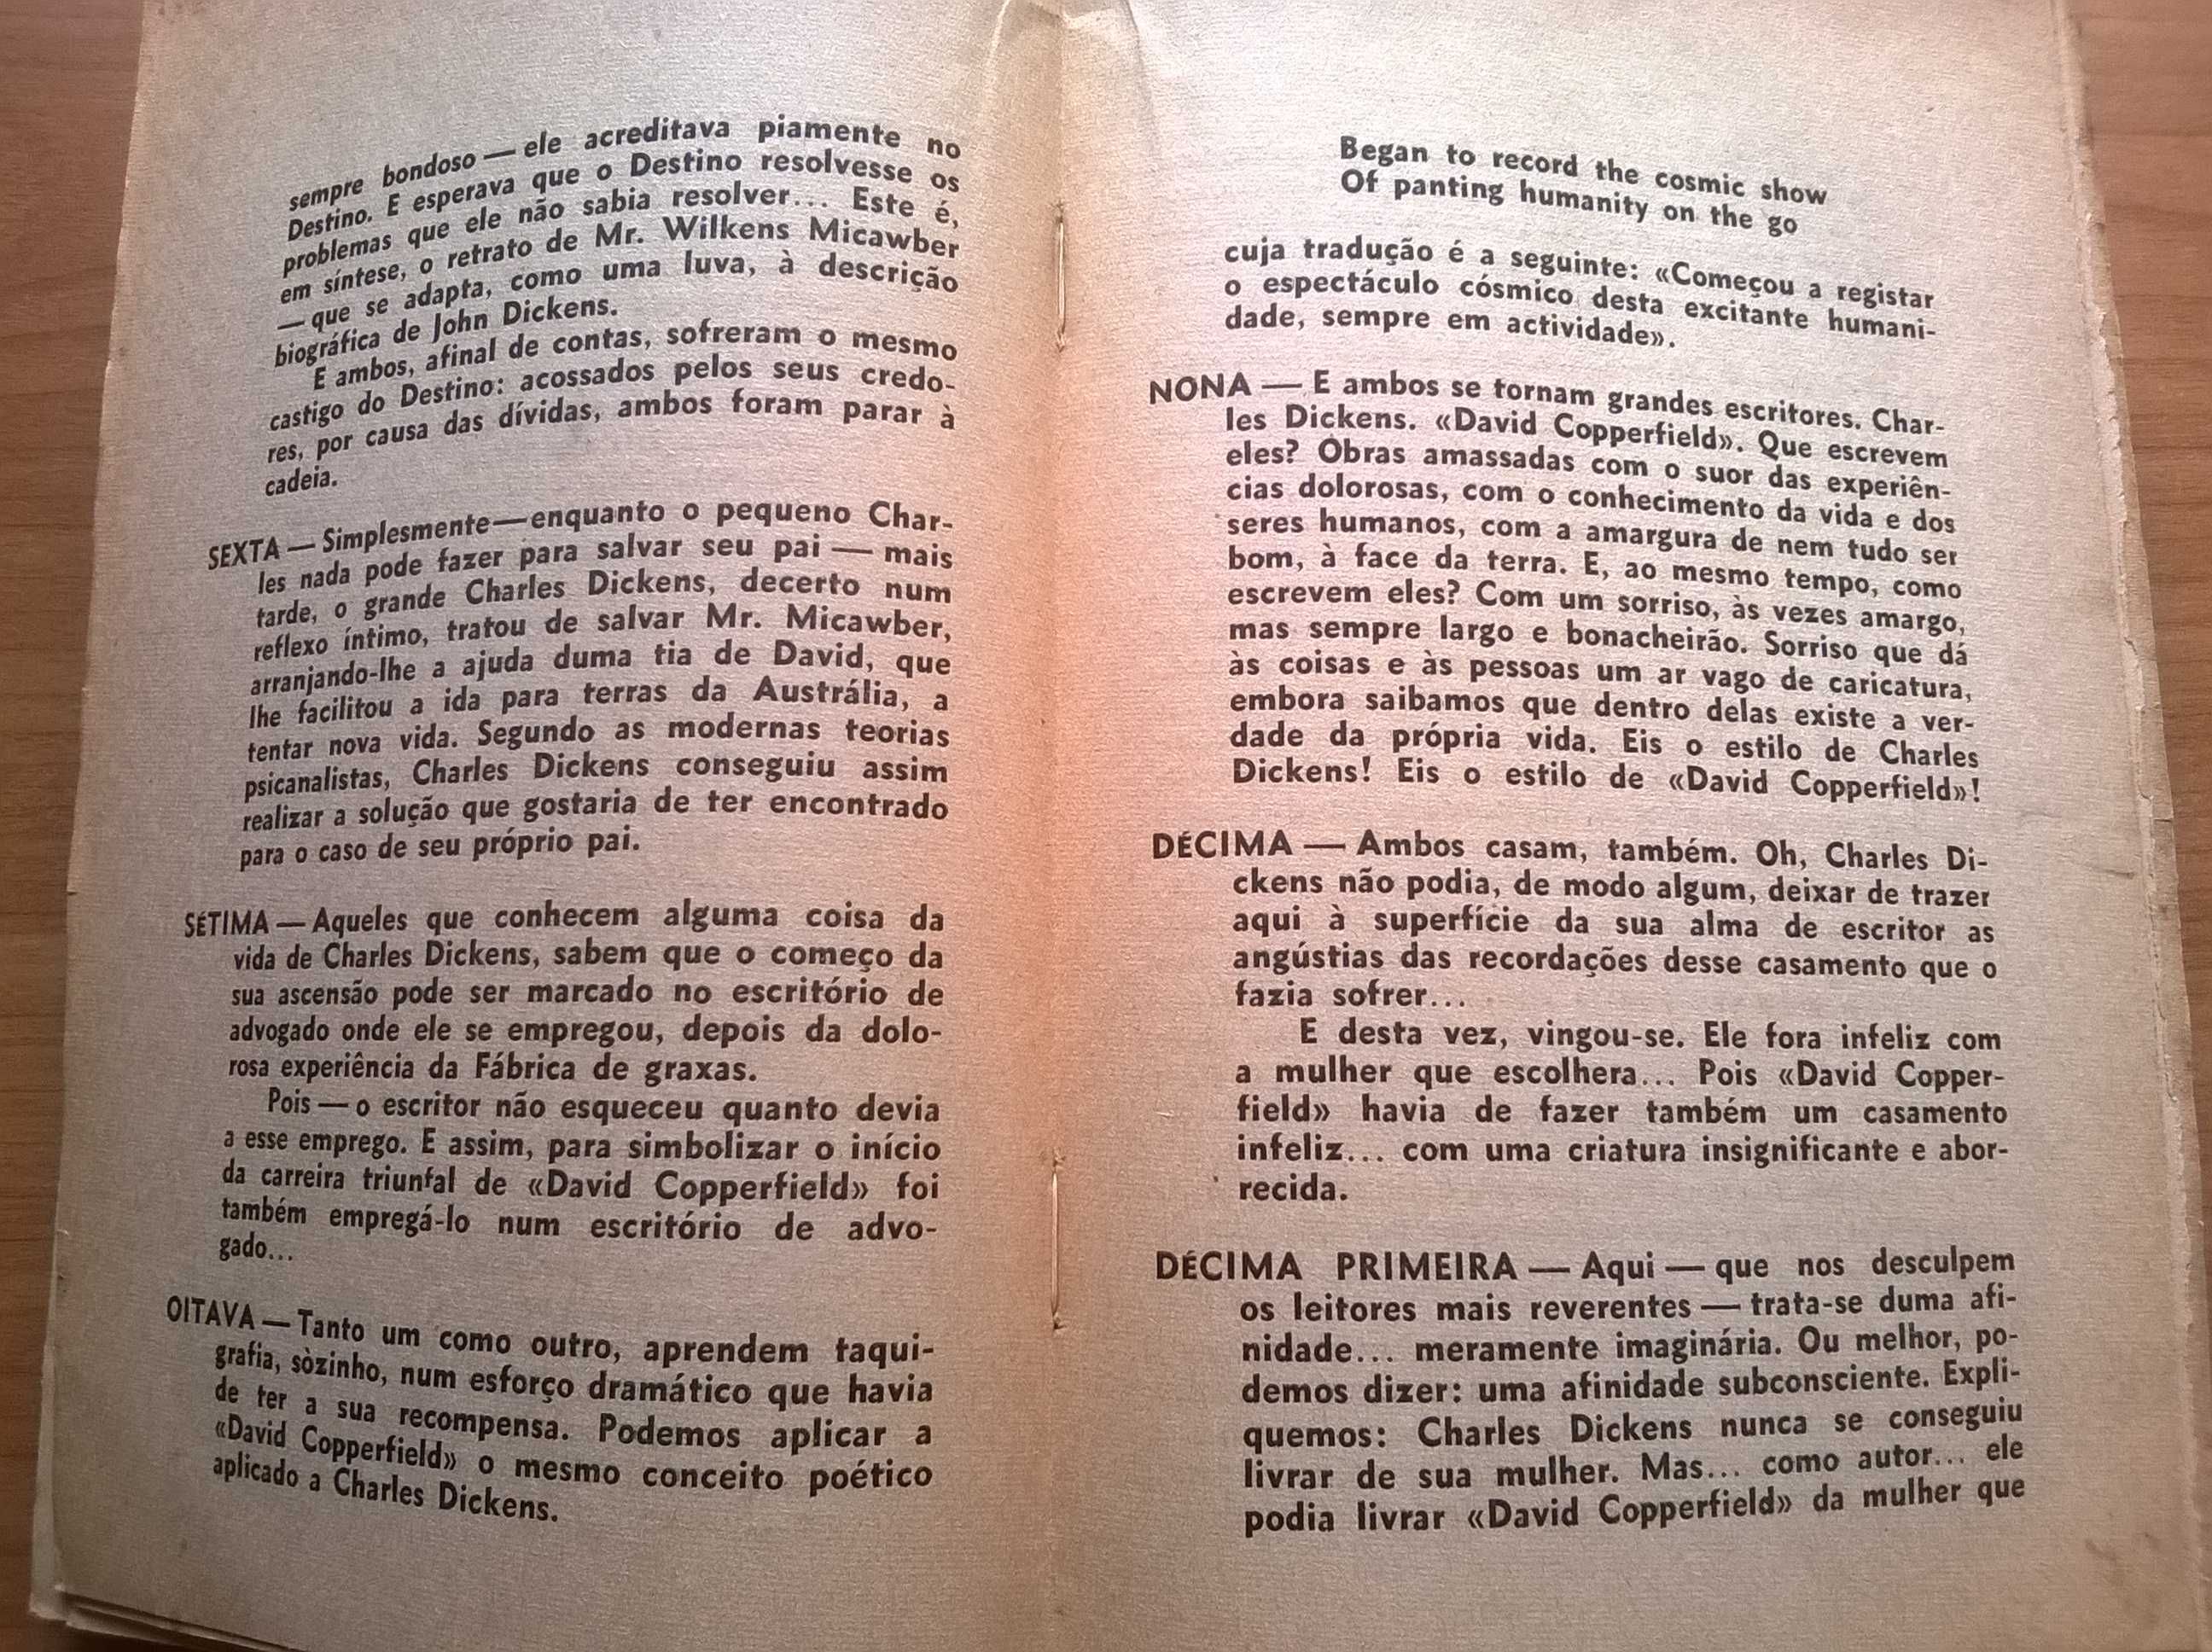 sempre bondoso — ele acreditava piamente no
Destino. E esperava que o Destino resolvesse os
problemas que ele não sabia resolver... Este é,
em síntese, o retrato de Mr. Wilkens Micawber
— que se adapta, como uma luva, à descrição
biográfica de John Dickens.
E ambos, afinal de contas, sofreram o mesmo
castigo do Destino: acossados pelos seus credo-
res, por causa das dívidas, ambos foram parar à
cadeia.
SEXTA — Simplesmente — enquanto o pequeno Char-
les nada pode fazer para salvar seu pai — mais
tarde, o grande Charles Dickens, decerto num
reflexo íntimo, tratou de salvar Mr. Micawber,
arranjando-lhe a ajuda duma tia de David, que
lhe facilitou a ida para terras da Austrália, a
tentar nova vida. Segundo as modernas teorias
psicanalistas, Charles Dickens conseguiu assim
realizar a solução que gostaria de ter encontrado
para o caso de seu próprio pai.
SÉTIMA — Aqueles que conhecem alguma coisa da
vida de Charles Dickens, sabem que o começo da
sua ascensão pode ser marcado no escritório de
advogado onde ele se empregou, depois da dolo-
rosa experiência da Fábrica de graxas.
Pois — o escritor não esqueceu quanto devia
a esse emprego. E assim, para simbolizar o início
da carreira triunfal de «David Copperfield» foi
também empregá-lo num escritório de advo-
gado...
OITAVA — Tanto um como outro, aprendem taqui-
grafia, sòzinho, num esforço dramático que havia
de ter a sua recompensa. Podemos aplicar a
«David Copperfield» o mesmo conceito poético
aplicado a Charles Dickens.
Began to record the cosmic show
Of panting humanity on the go
cuja tradução é a seguinte: «Começou a registar
o espectáculo cósmico desta excitante humani-
dade, sempre em actividade».
NONA — E ambos se tornam grandes escritores. Char-
les Dickens. «David Copperfield». Que escrevem
eles? Obras amassadas com o suor das experiên-
cias dolorosas, com o conhecimento da vida e dos
seres humanos, com a amargura de nem tudo ser
bom, à face da terra. E, ao mesmo tempo, como
escrevem eles? Com um sorriso, às vezes amargo,
mas sempre largo e bonacheirão. Sorriso que dá
às coisas e às pessoas um ar vago de caricatura,
embora saibamos que dentro delas existe a ver-
dade da própria vida. Eis o estilo de Charles
Dickens! Eis o estilo de «David Copperfield»!
DÉCIMA — Ambos casam, também. Oh, Charles Di-
ckens não podia, de modo algum, deixar de trazer
aqui à superfície da sua alma de escritor as
angústias das recordações desse casamento que o
fazia sofrer...
E desta vez, vingou-se. Ele fora infeliz com
a mulher que escolhera... Pois «David Copper-
field» havia de fazer também um casamento
infeliz... com uma criatura insignificante e abor-
recida.
DÉCIMA PRIMEIRA — Aqui — que nos desculpem
os leitores mais reverentes — trata-se duma afi-
nidade... meramente imaginária. Ou melhor, po-
demos dizer: uma afinidade subconsciente. Expli-
quemos: Charles Dickens nunca se conseguiu
livrar de sua mulher. Mas... como autor... ele
podia livrar «David Copperfield» da mulher que